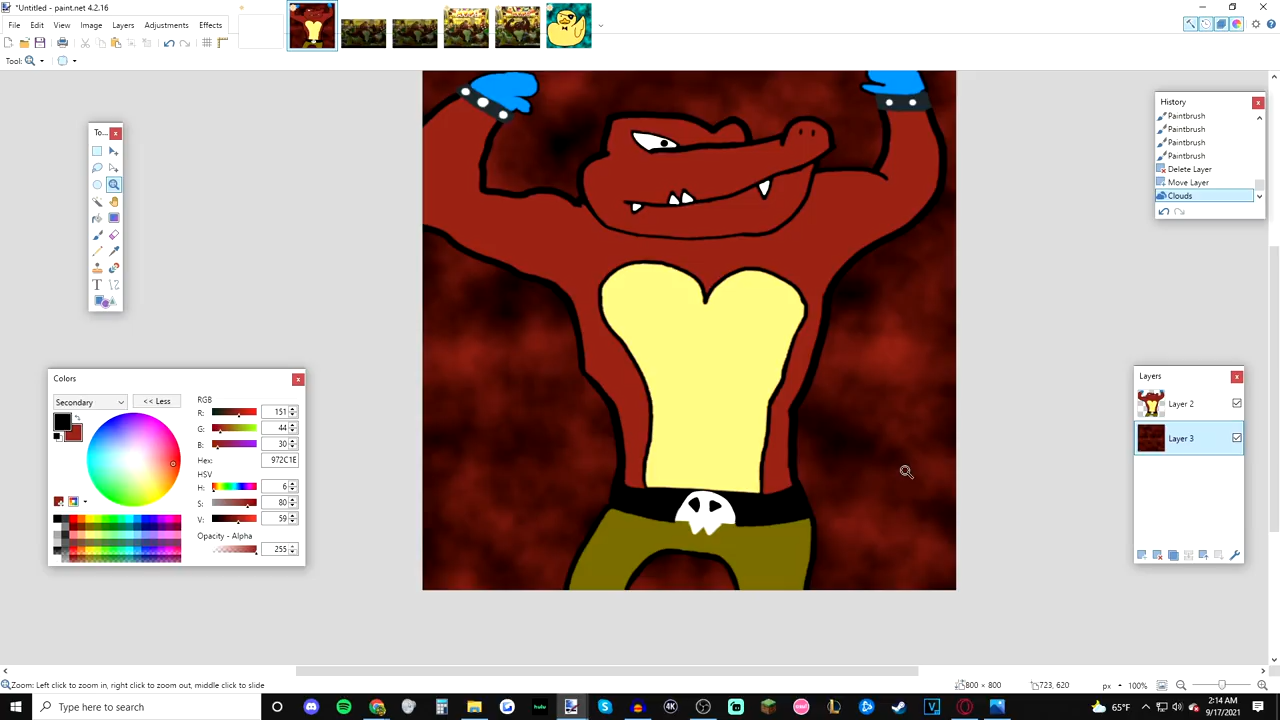 *Untitled - paint.net 4.2.16
File Edit View Image Layers Adjustments Effects
Tool:
To...
History
Paintbrush
Paintbrush
Paintbrush
Paintbrush
Delete Layer
Move Layer
Clouds
Colors
Secondary
<< Less
RGB
R: 151
G: 44
B: 30
Hex: 972C1E
HSV
H: 6
S: 80
V: 59
Opacity - Alpha
255
Layers
Layer 2
Layer 3
Zoom: Left click to zoom in, right click to zoom out, middle click to slide
800 × 800
723, 620
px
100%
Type here to search
hulu
4K
65°F
2:14 AM
9/17/2021